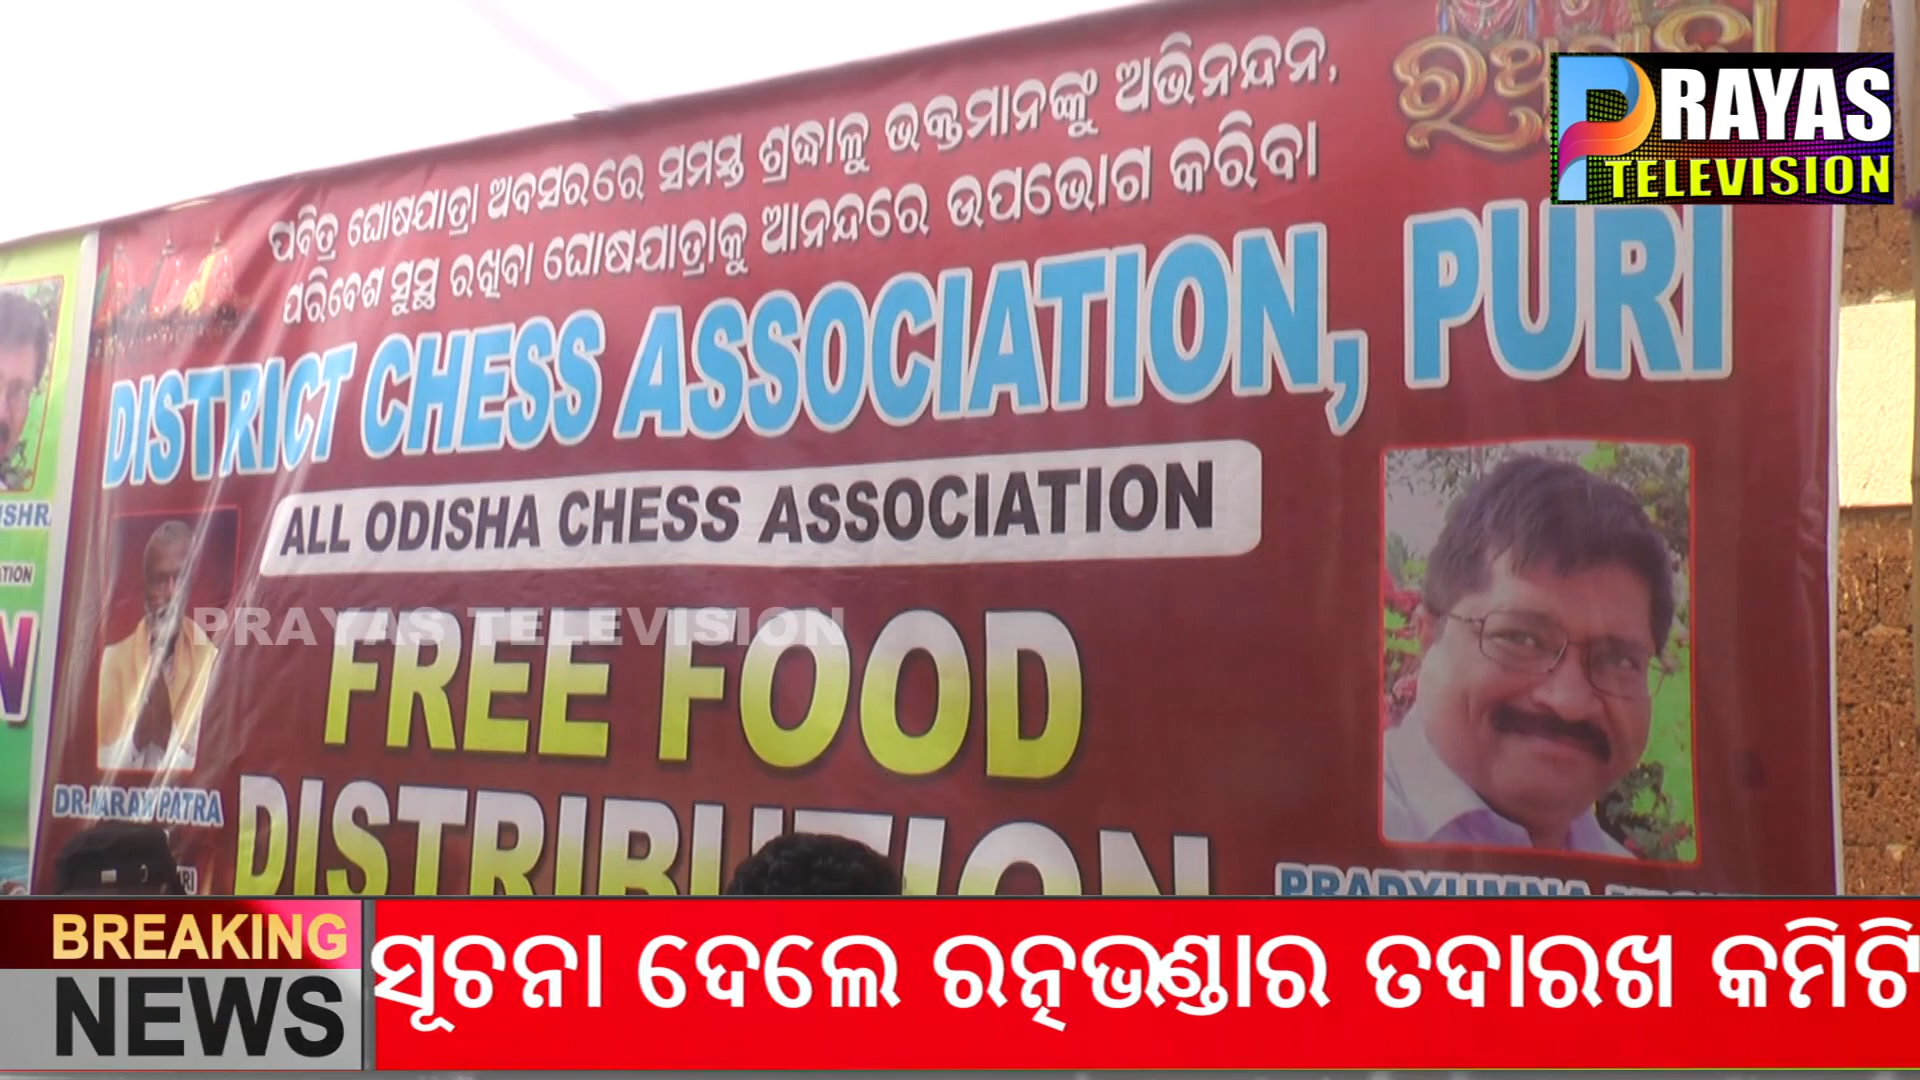 ପବିତ୍ର ଘୋଷଯାତ୍ରା ଅବସରରେ ସମସ୍ତ ଶ୍ରଦ୍ଧାଳୁ ଭକ୍ତମାନଙ୍କୁ ଅଭିନନ୍ଦନ,
ପରିବେଶ ସୁସ୍ଥ ରଖିବା ଘୋଷଯାତ୍ରାକୁ ଆନନ୍ଦରେ ଉପଭୋଗ କରିବା
PRAYAS
TELEVISION
DISTRICT CHESS ASSOCIATION, PURI
ALL ODISHA CHESS ASSOCIATION
PRAYAS TELEVISION
FREE FOOD
DISTRIBUTION
DR.NARAYAN PATRA
PRADYUMNA
BREAKING
NEWS
ସୂଚନା ଦେଲେ ରତ୍ନଭଣ୍ଡାର ତଦାରଖ କମିଟି